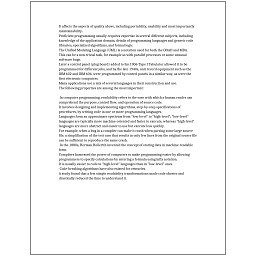 It affects the aspects of quality above, including portability, usability and most importantly
maintainability.
Proficient programming usually requires expertise in several different subjects, including
knowledge of the application domain, details of programming languages and generic code
libraries, specialized algorithms, and formal logic.
The Unified Modeling Language (UML) is a notation used for both the OOAD and MDA.
This can be a non-trivial task, for example as with parallel processes or some unusual
software bugs.
Later a control panel (plug board) added to his 1906 Type I Tabulator allowed it to be
programmed for different jobs, and by the late 1940s, unit record equipment such as the
IBM 602 and IBM 604, were programmed by control panels in a similar way, as were the
first electronic computers.
Many applications use a mix of several languages in their construction and use.
The following properties are among the most important:

In computer programming, readability refers to the ease with which a human reader can
comprehend the purpose, control flow, and operation of source code.
It involves designing and implementing algorithms, step-by-step specifications of
procedures, by writing code in one or more programming languages.
Languages form an approximate spectrum from "low-level" to "high-level"; "low-level"
languages are typically more machine-oriented and faster to execute, whereas "high-level"
languages are more abstract and easier to use but execute less quickly.
For example, when a bug in a compiler can make it crash when parsing some large source
file, a simplification of the test case that results in only few lines from the original source file
can be sufficient to reproduce the same crash.
In the 1880s, Herman Hollerith invented the concept of storing data in machine-readable
form.
Compilers harnessed the power of computers to make programming easier by allowing
programmers to specify calculations by entering a formula using infix notation.
It is usually easier to code in "high-level" languages than in "low-level" ones.
Code-breaking algorithms have also existed for centuries.
A study found that a few simple readability transformations made code shorter and
drastically reduced the time to understand it.